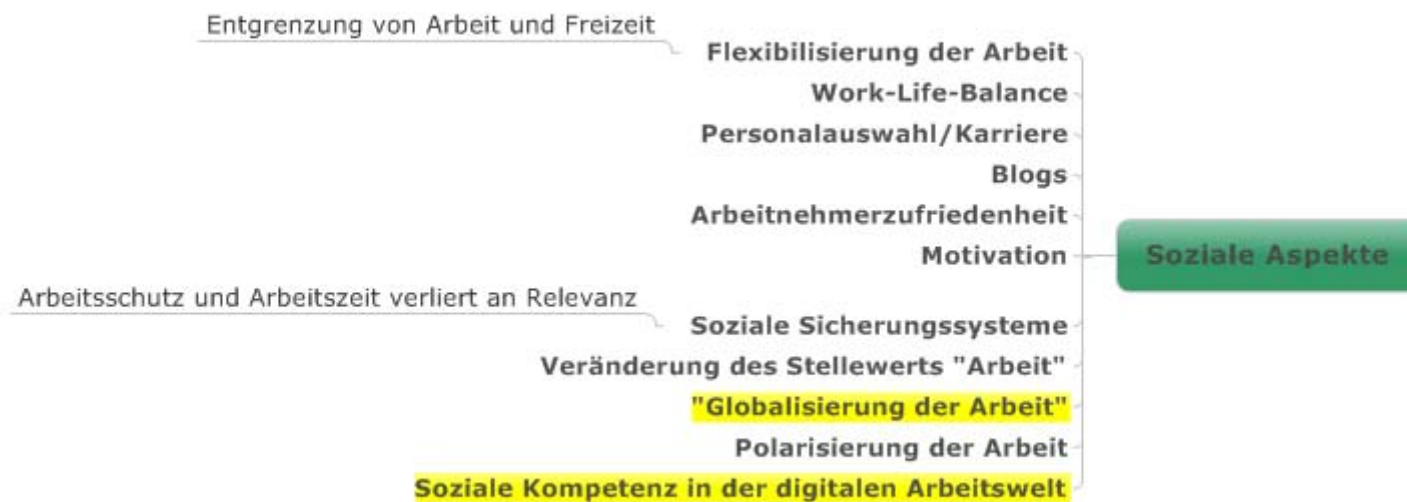 Entgrenzung von Arbeit und Freizeit
Flexibilisierung der Arbeit
Work-Life-Balance
Personalauswahl/Karriere
Blogs
Arbeitnehmerzufriedenheit
Motivation
Soziale Aspekte
Arbeitsschutz und Arbeitszeit verliert an Relevanz
Soziale Sicherungssysteme
Veränderung des Stellewerts "Arbeit"
"Globalisierung der Arbeit"
Polarisierung der Arbeit
Soziale Kompetenz in der digitalen Arbeitswelt